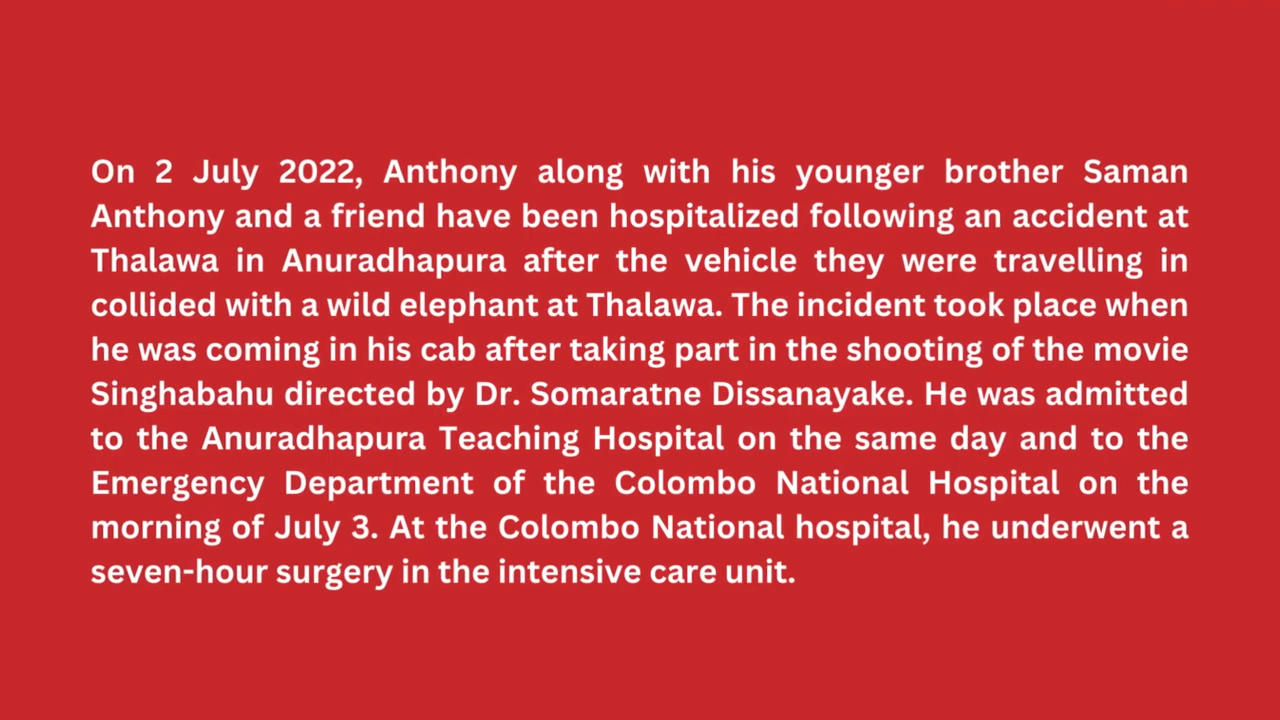 On 2 July 2022, Anthony along with his younger brother Saman
Anthony and a friend have been hospitalized following an accident at
Thalawa in Anuradhapura after the vehicle they were travelling in
collided with a wild elephant at Thalawa. The incident took place when
he was coming in his cab after taking part in the shooting of the movie
Singhabahu directed by Dr. Somaratne Dissanayake. He was admitted
to the Anuradhapura Teaching Hospital on the same day and to the
Emergency Department of the Colombo National Hospital on the
morning of July 3. At the Colombo National hospital, he underwent a
seven-hour surgery in the intensive care unit.